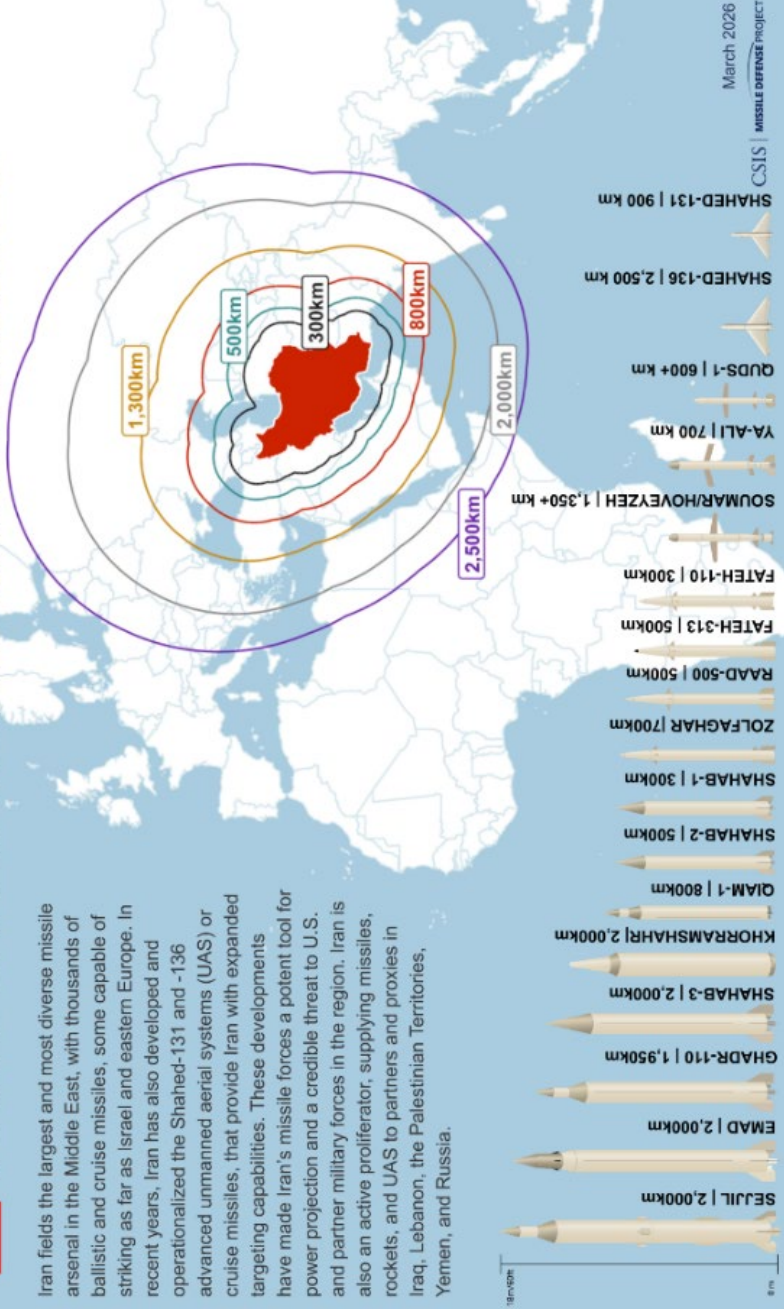 Iran fields the largest and most diverse missile
arsenal in the Middle East, with thousands of
ballistic and cruise missiles, some capable of
striking as far as Israel and eastern Europe. In
recent years, Iran has also developed and
operationalized the Shahed-131 and -136
advanced unmanned aerial systems (UAS) or
cruise missiles, that provide Iran with expanded
targeting capabilities. These developments
have made Iran's missile forces a potent tool for
power projection and a credible threat to U.S.
and partner military forces in the region. Iran is
also an active proliferator, supplying missiles,
rockets, and UAS to partners and proxies in
Iraq, Lebanon, the Palestinian Territories,
Yemen, and Russia.
1,300km
500km
300km
800km
2,000km
2,500km
18m/60ft
0 m
SEJJIL | 2,000km
EMAD | 2,000km
GHADR-110 | 1,950km
SHAHAB-3 | 2,000km
KHORRAMSHAHR| 2,000km
QIAM-1 | 800km
SHAHAB-2 | 500km
SHAHAB-1 | 300km
ZOLFAGHAR |700km
RAAD-500 | 500km
FATEH-313 | 500km
FATEH-110 | 300km
SOUMAR/HOVEYZEH | 1,350+ km
YA-ALI | 700 km
QUDS-1 | 600+ km
SHAHED-136 | 2,500 km
SHAHED-131 | 900 km
March 2026
CSIS | MISSILE DEFENSE PROJECT